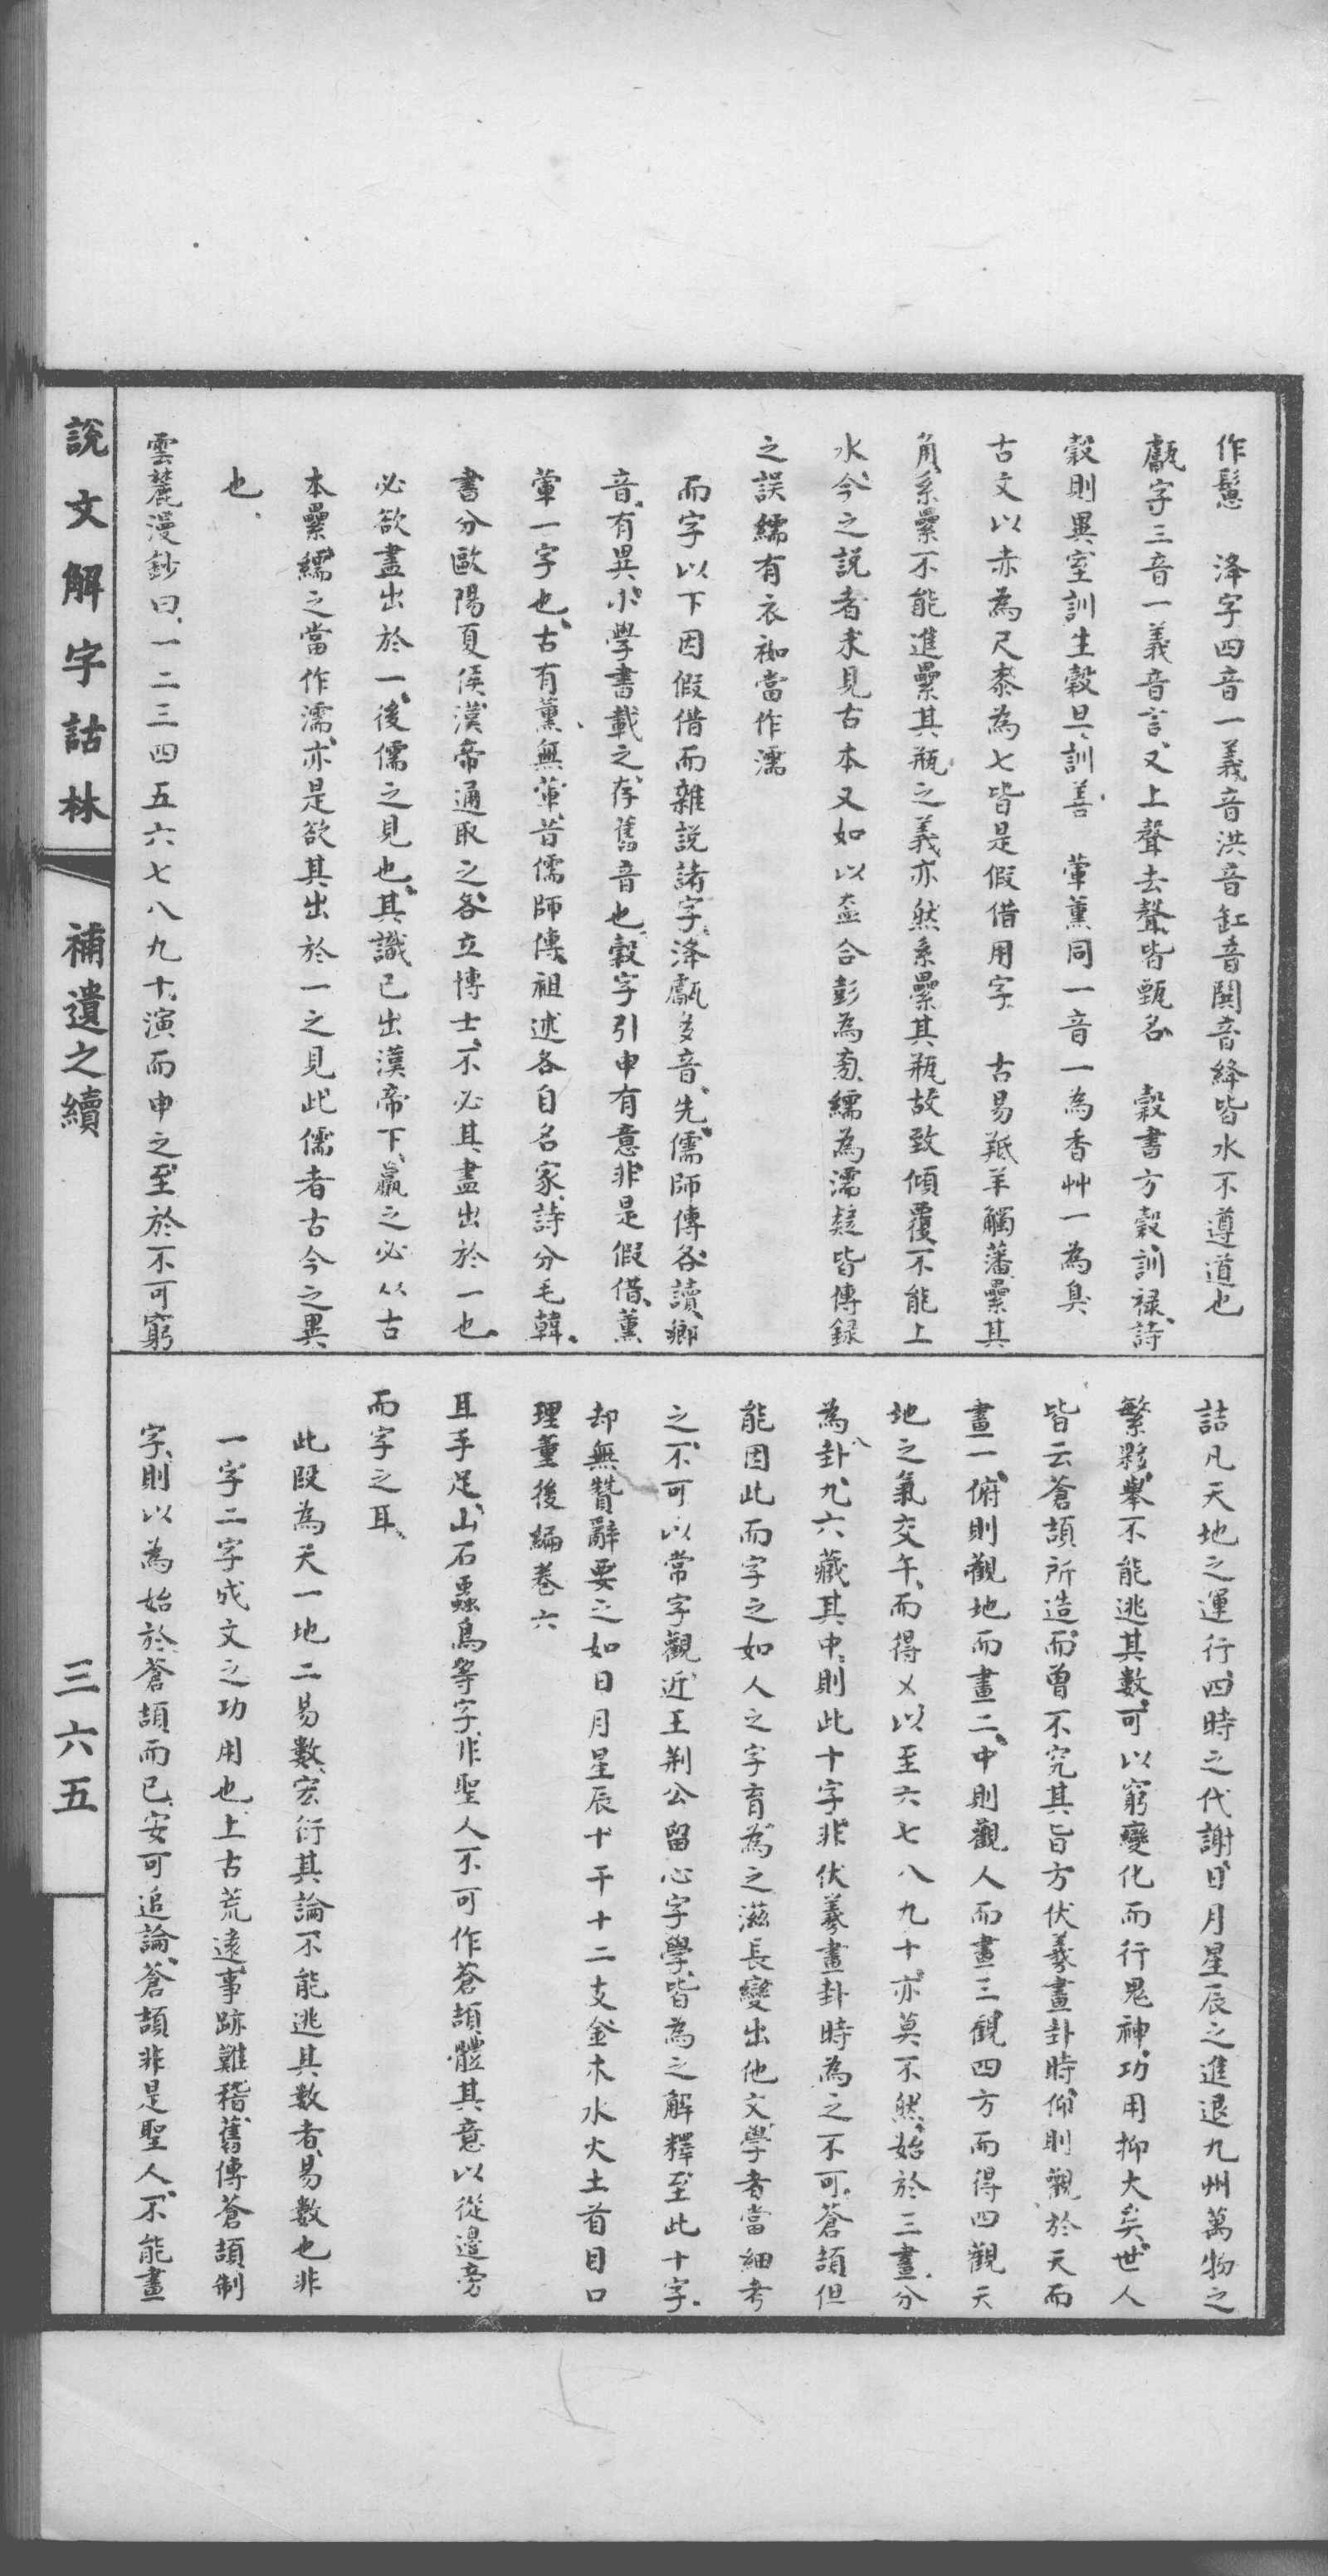 作鬘　洚字四音一義音洪音缸音閧音絳皆水不遵道也
甗字三音一義音言又上聲去聲皆甄名　穀書方穀訓祿詩
穀則異室訓生穀旦訓善　葷薰同一音一為香艸一為臭
古文以赤為尺桼為七皆是假借用字　古易羝羊觸藩纍其
角系纍不能進纍其瓶之義亦然系纍其瓶故致傾覆不能上
水今之說者未見古本又如以盍合彭為旁繻為濡疑皆傳錄
之誤繻有衣袽當作濡
而字以下因假借而雜說諸字洚甗多音先儒師傳各讀鄉
音有異小學書載之存舊音也穀字引申有意非是假借薰
葷一字也古有薰無葷昔儒師傳祖述各自名家詩分毛韓
書分歐陽夏侯漢帝通取之各立博士不必其盡出於一也
必欲盡出於一後儒之見也其識已出漢帝下羸之必从古
本纍繻之當作濡亦是欲其出於一之見此儒者古今之異
也
雲麓漫鈔曰一二三四五六七八九十演而申之至於不可窮
詰凡天地之運行四時之代謝日月星辰之進退九州萬物之
繁夥舉不能逃其數可以窮變化而行鬼神功用抑大矣世人
皆云蒼頡所造而曾不究其旨方伏羲畫卦時仰則觀於天而
畫一俯則觀地而畫二中則觀人而畫三觀四方而得四觀天
地之氣交午而得㐅以至六七八九十亦莫不然始於三畫分
為八卦九六藏其中則此十字非伏羲畫卦時為之不可蒼頡但
能因此而字之如人之字育為之滋長變出他文學者當細考
之不可以常字觀近王荊公留心字學皆為之解釋至此十字
却無贊辭要之如日月星辰十干十二支金木水火土首目口
理董後編卷六
耳手足山石蟲鳥等字非聖人不可作蒼頡體其意以從邊旁
而字之耳
此段為天一地二易數宏衍其論不能逃其數者易數也非
一字二字成文之功用也上古荒遠事跡難稽舊傳蒼頡制
字則以為始於蒼頡而已安可追論蒼頡非是聖人不能畫
說文解字詁林　補遺之續　三六五